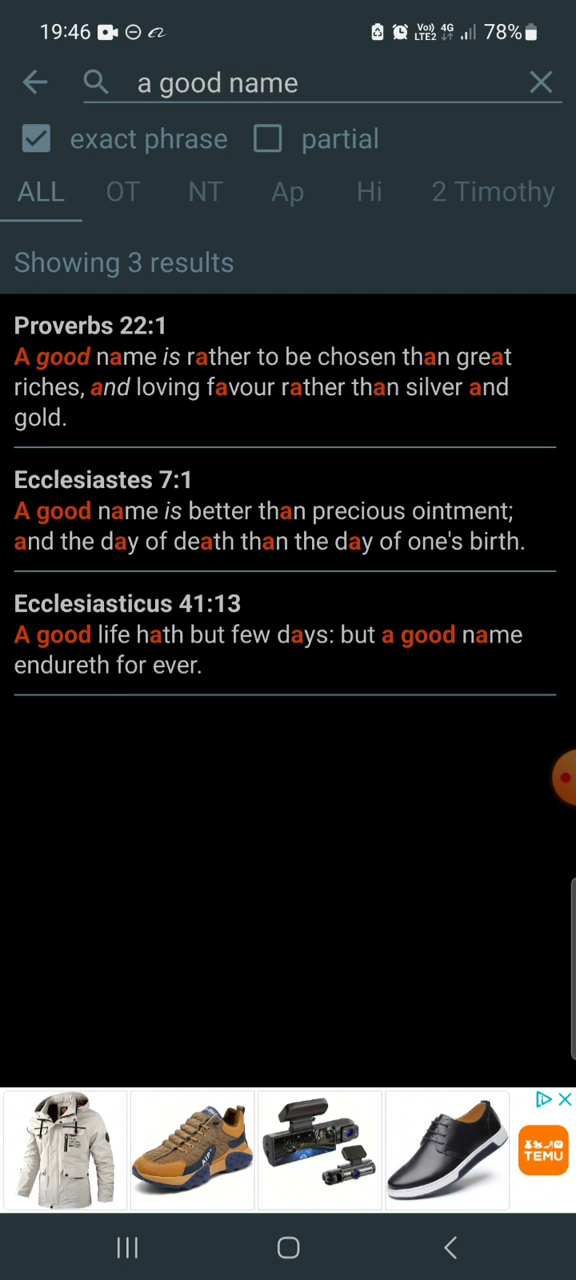 19:46 Vo)) LTE2 4G 78%
a good name
exact phrase partial
ALL OT NT Ap Hi 2 Timothy
Showing 3 results
Proverbs 22:1
A good name is rather to be chosen than great
riches, and loving favour rather than silver and
gold.
Ecclesiastes 7:1
A good name is better than precious ointment;
and the day of death than the day of one's birth.
Ecclesiasticus 41:13
A good life hath but few days: but a good name
endureth for ever.
TEMU